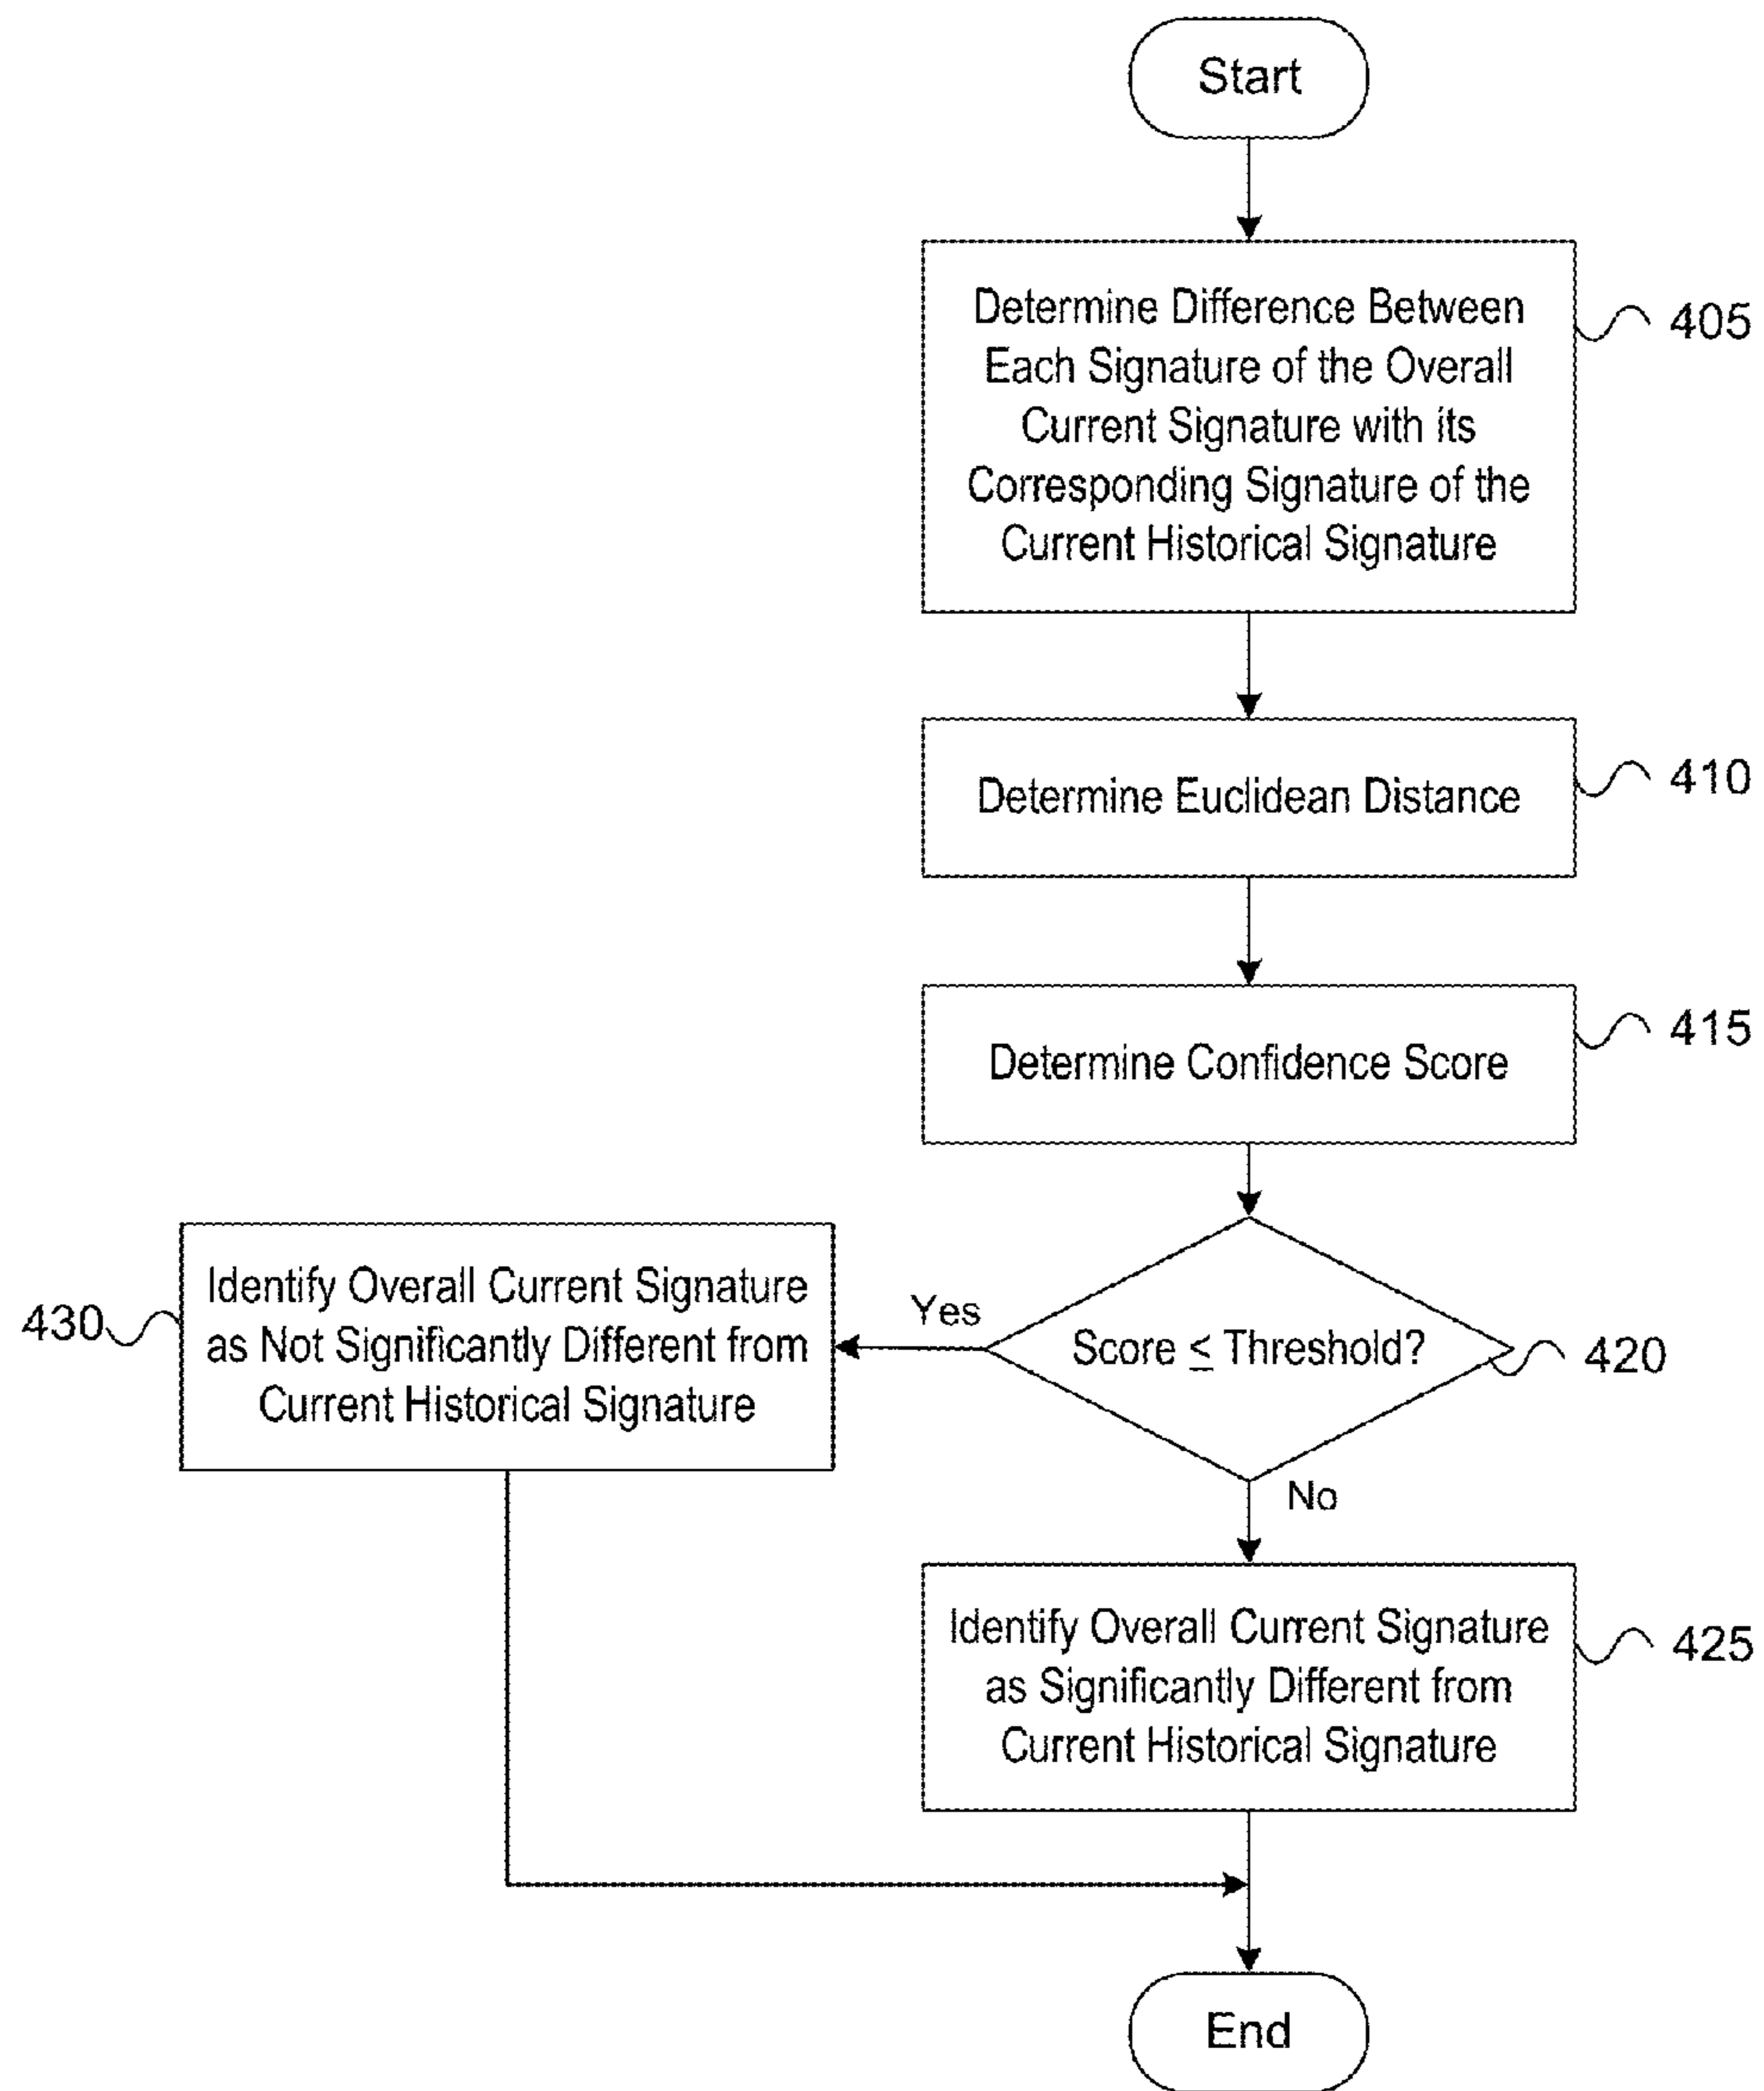 Start
Determine Difference Between
Each Signature of the Overall
Current Signature with its
Corresponding Signature of the
Current Historical Signature
405
Determine Euclidean Distance
410
Determine Confidence Score
415
Score ≤ Threshold?
420
Yes
Identify Overall Current Signature
as Not Significantly Different from
Current Historical Signature
430
No
Identify Overall Current Signature
as Significantly Different from
Current Historical Signature
425
End